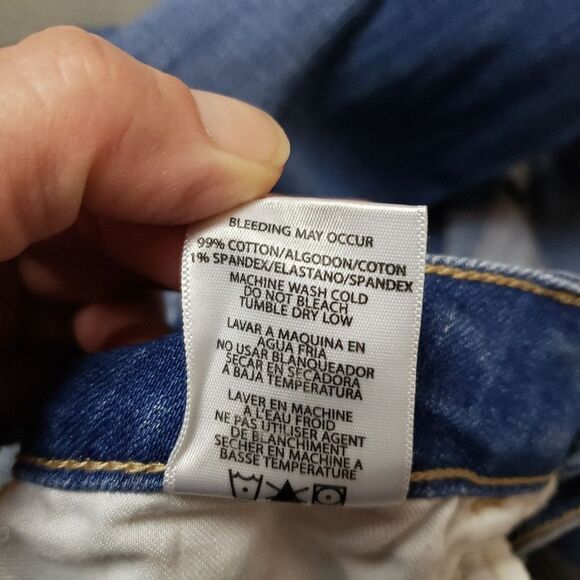 BLEEDING MAY OCCUR
99% COTTON/ALGODON/COTON
1% SPANDEX/ELASTANO/SPANDEX
MACHINE WASH COLD
DO NOT BLEACH
TUMBLE DRY LOW
LAVAR A MAQUINA EN
AGUA FRIA
NO USAR BLANQUEADOR
SECAR EN SECADORA
A BAJA TEMPERATURA
LAVER EN MACHINE
A L'EAU FROID
NE PAS UTILISER AGENT
DE BLANCHIMENT
SECHER EN MACHINE A
BASSE TEMPERATURE